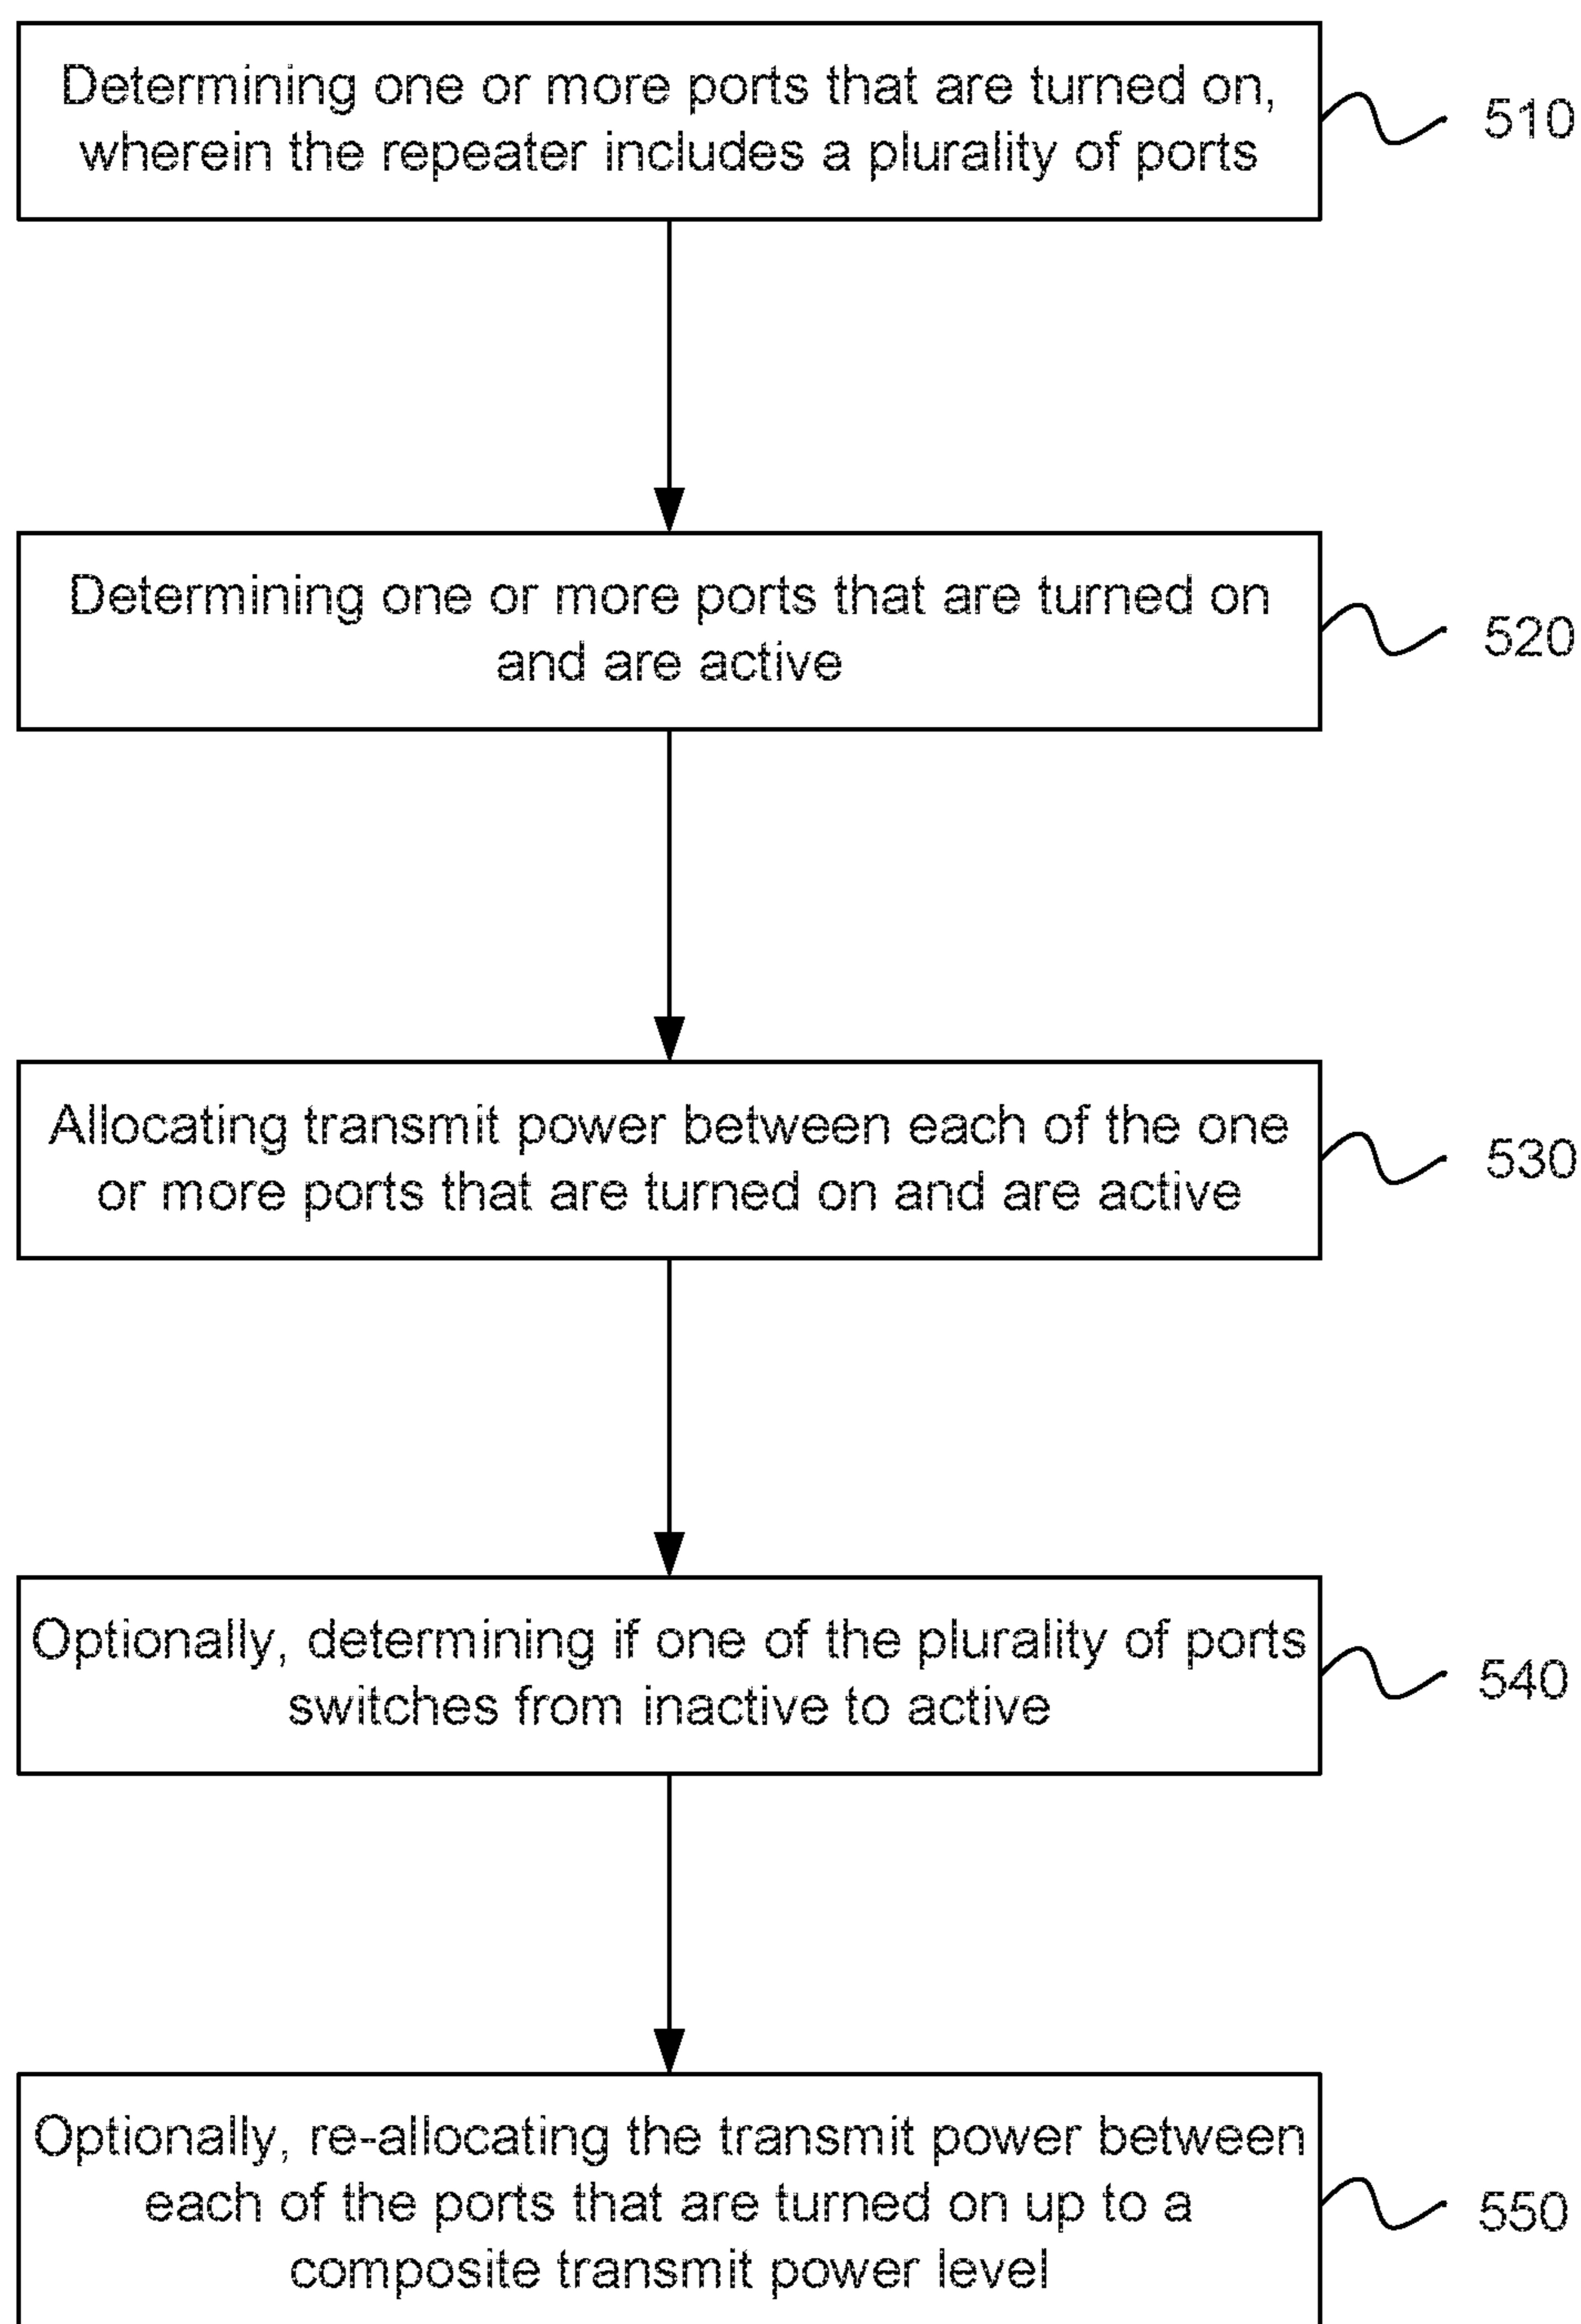 Determining one or more ports that are turned on,
wherein the repeater includes a plurality of ports
510
Determining one or more ports that are turned on
and are active
520
Allocating transmit power between each of the one
or more ports that are turned on and are active
530
Optionally, determining if one of the plurality of ports
switches from inactive to active
540
Optionally, re-allocating the transmit power between
each of the ports that are turned on up to a
composite transmit power level
550